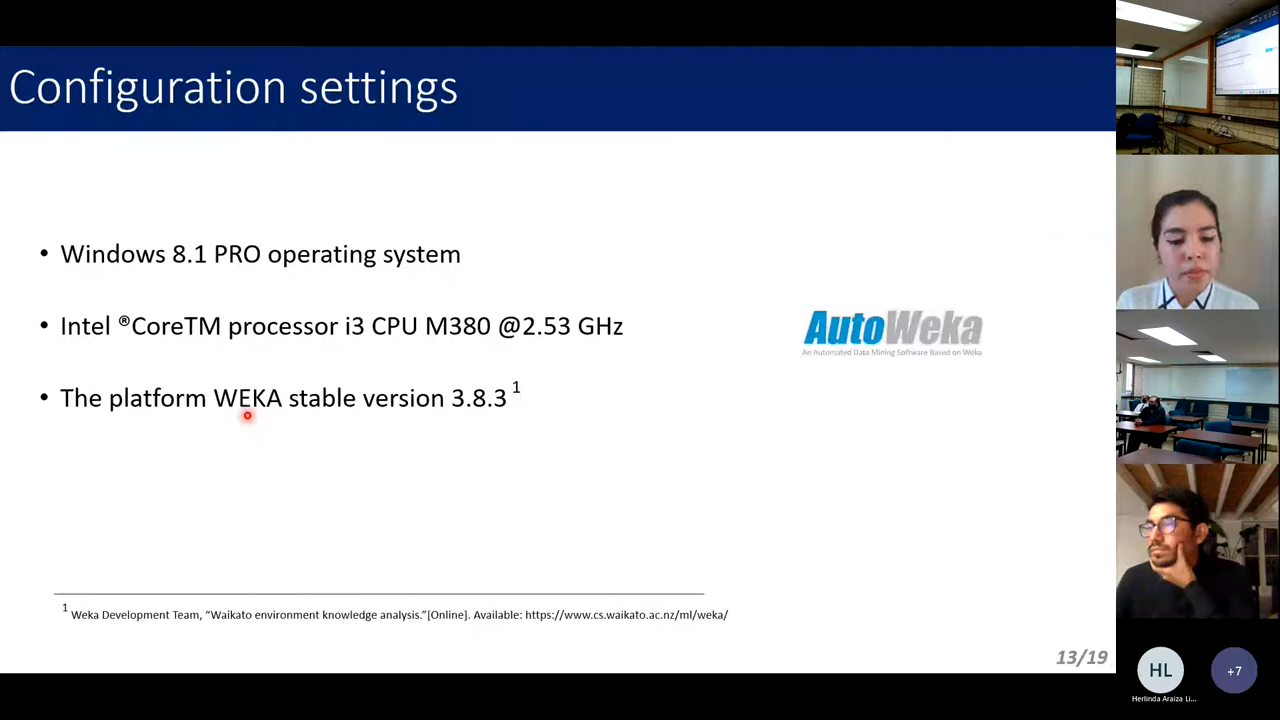 Configuration settings
• Windows 8.1 PRO operating system
• Intel ®CoreTM processor i3 CPU M380 @2.53 GHz
• The platform WEKA stable version 3.8.3 1
AutoWeka
An Automated Data Mining Software Based on Weka
1 Weka Development Team, “Waikato environment knowledge analysis.”[Online]. Available: https://www.cs.waikato.ac.nz/ml/weka/
13/19
HL
+7
Herlinda Araiza Li...